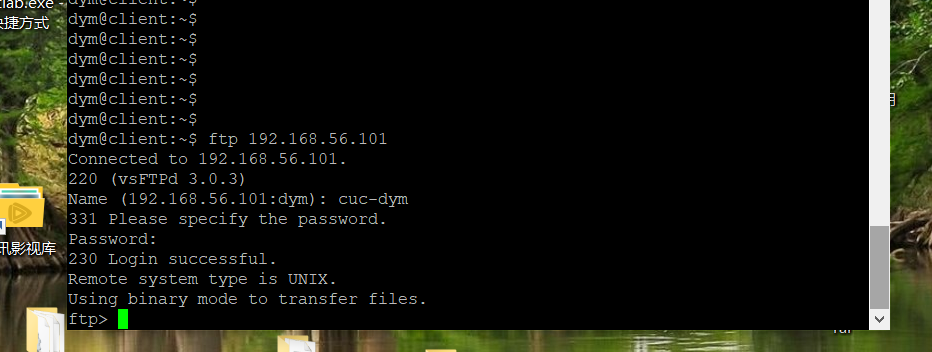 lab.exe -
快捷方式
dym@client:~$
dym@client:~$
dym@client:~$
dym@client:~$
dym@client:~$
dym@client:~$
dym@client:~$
dym@client:~$ ftp 192.168.56.101
Connected to 192.168.56.101.
220 (vsFTPd 3.0.3)
Name (192.168.56.101:dym): cuc-dym
331 Please specify the password.
Password:
230 Login successful.
Remote system type is UNIX.
Using binary mode to transfer files.
ftp>
讯影视库